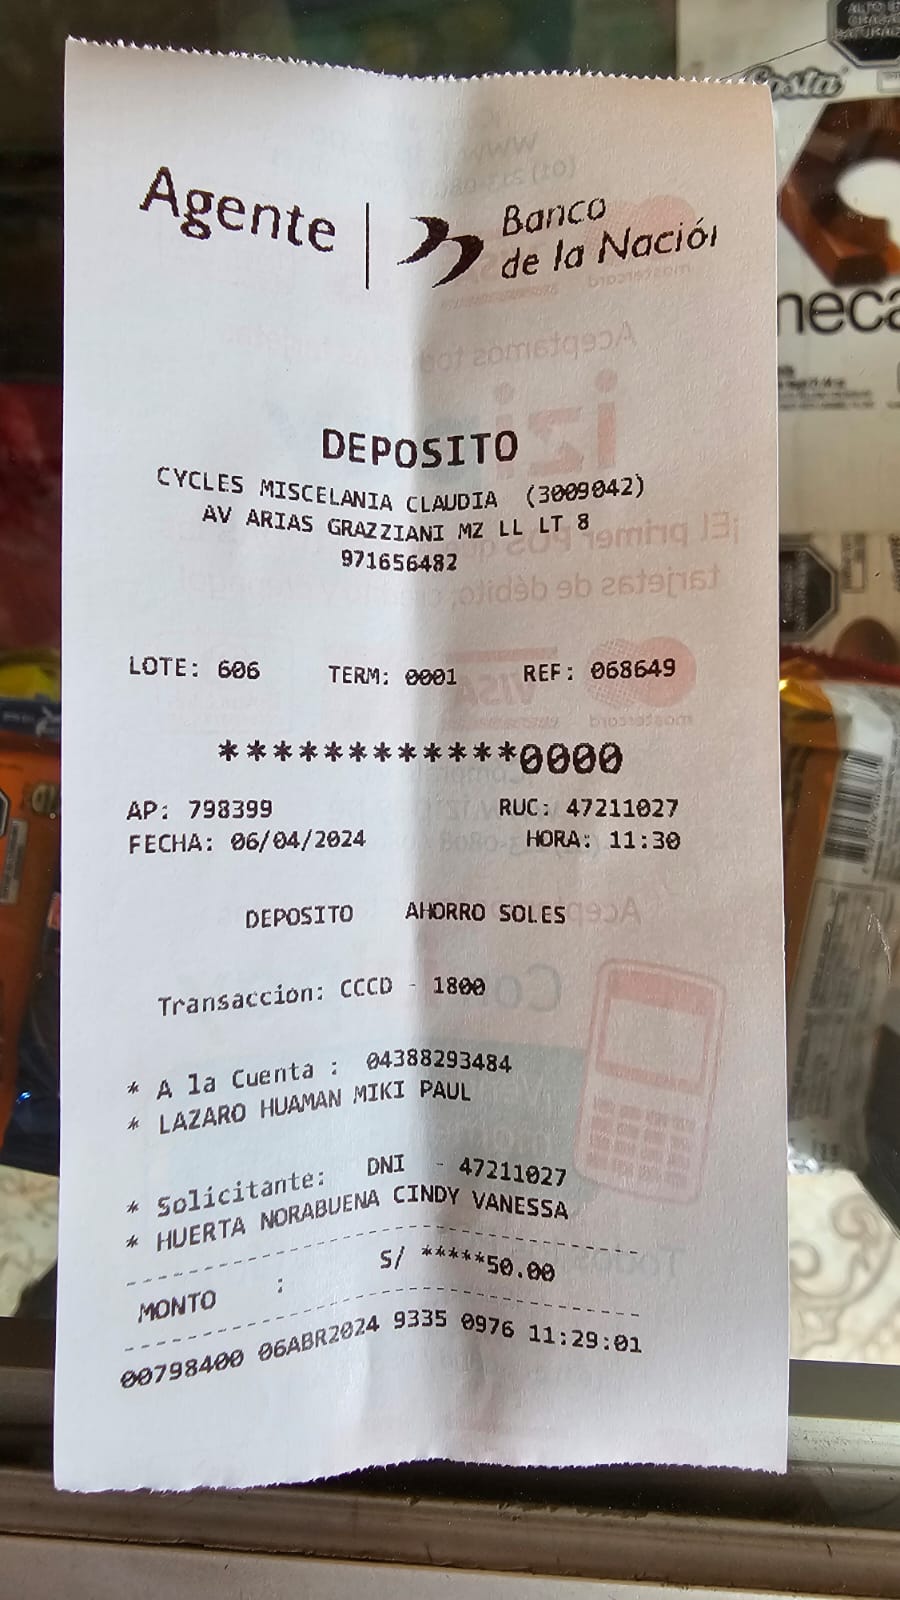 Agente | Banco
de la Nación
DEPOSITO
CYCLES MISCELANIA CLAUDIA (3009042)
AV ARIAS GRAZZIANI MZ LL LT 8
971656482
LOTE: 606 TERM: 0001 REF: 068649
************0000
AP: 798399 RUC: 47211027
FECHA: 06/04/2024 HORA: 11:30
DEPOSITO AHORRO SOLES
Transacción: CCCD - 1800
* A la Cuenta : 04388293484
* LAZARO HUAMAN MIKI PAUL
* Solicitante: DNI - 47211027
* HUERTA NORABUENA CINDY VANESSA
MONTO : S/ *****50.00
00798400 06ABR2024 9335 0976 11:29:01
Costa